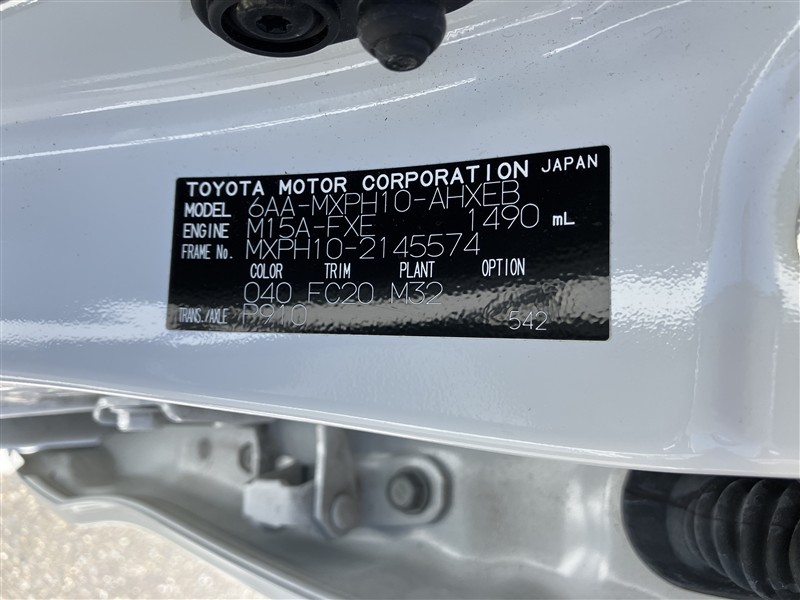 TOYOTA MOTOR CORPORATION JAPAN
MODEL 6AA-MXPH10-AHXEB
ENGINE M15A-FXE 1490 mL
FRAME No. MXPH10-2145574
COLOR TRIM PLANT OPTION
040 FC20 M32
TRANS./AXLE P910 542